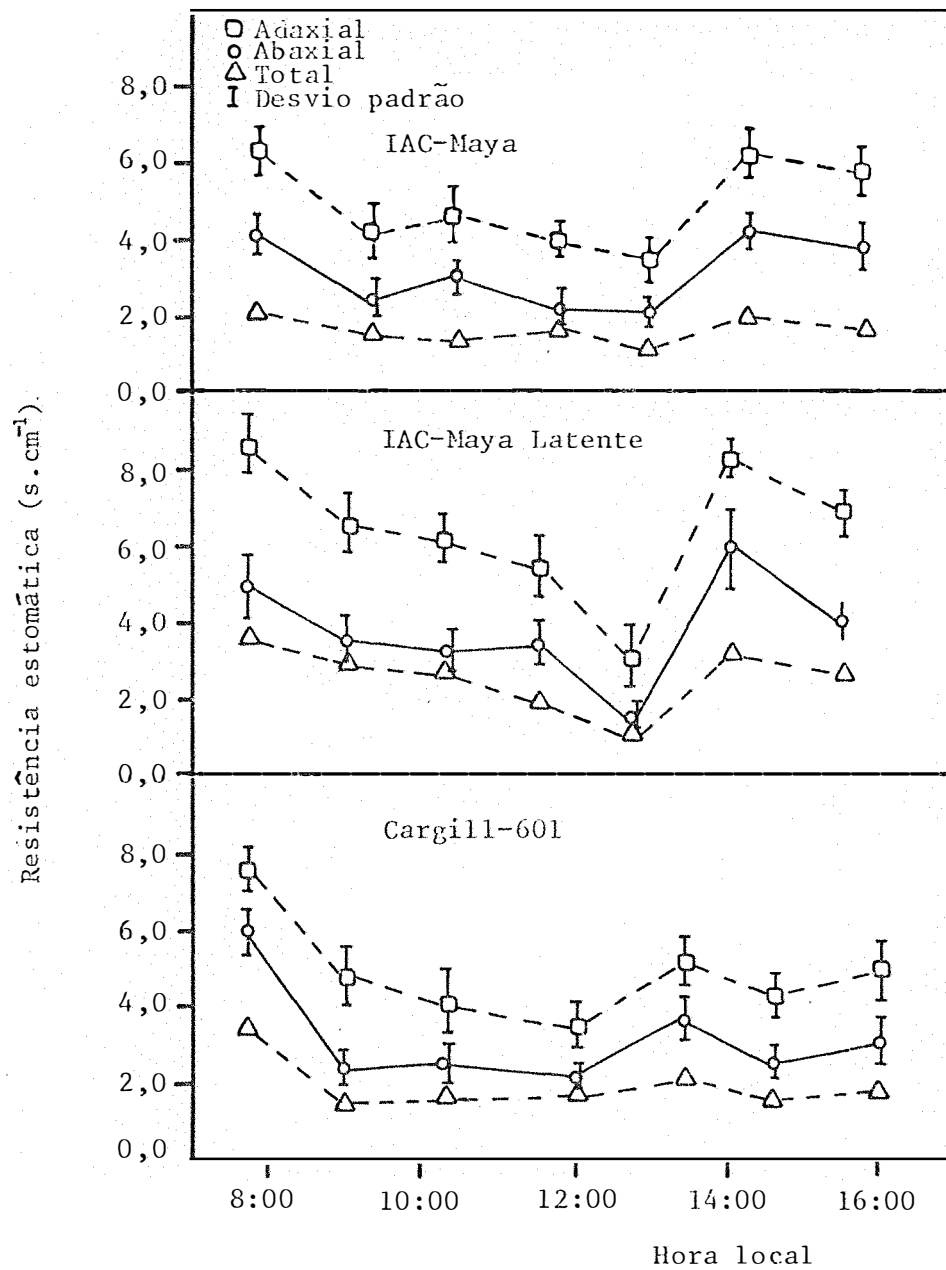 Adaxial
Abaxial
Total
Desvio padrão
IAC-Maya
8,0
6,0
4,0
2,0
0,0
IAC-Maya Latente
8,0
6,0
4,0
2,0
0,0
Cargill-601
8,0
6,0
4,0
2,0
0,0
Resistência estomática (s.cm⁻¹).
8:00
10:00
12:00
14:00
16:00
Hora local